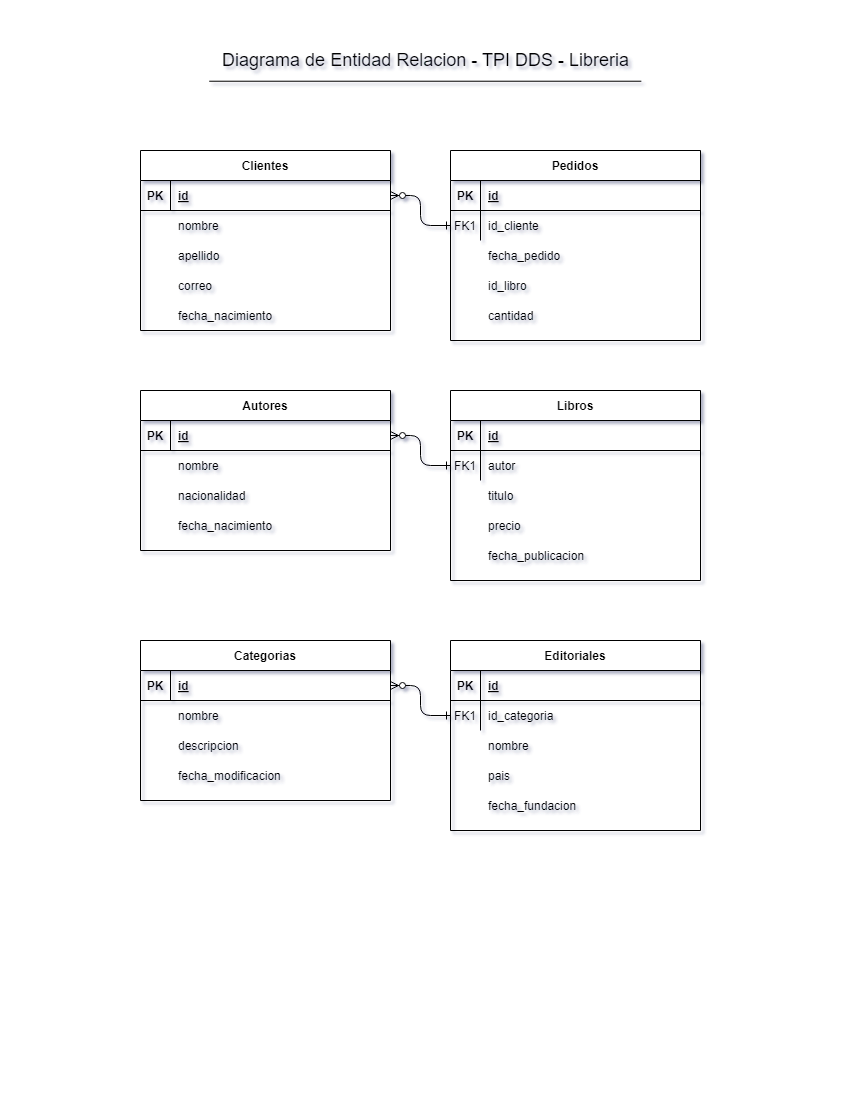 Diagrama de Entidad Relacion - TPI DDS - Libreria
Clientes
PK id
nombre
apellido
correo
fecha_nacimiento
Pedidos
PK id
FK1 id_cliente
fecha_pedido
id_libro
cantidad
Autores
PK id
nombre
nacionalidad
fecha_nacimiento
Libros
PK id
FK1 autor
titulo
precio
fecha_publicacion
Categorias
PK id
nombre
descripcion
fecha_modificacion
Editoriales
PK id
FK1 id_categoria
nombre
pais
fecha_fundacion